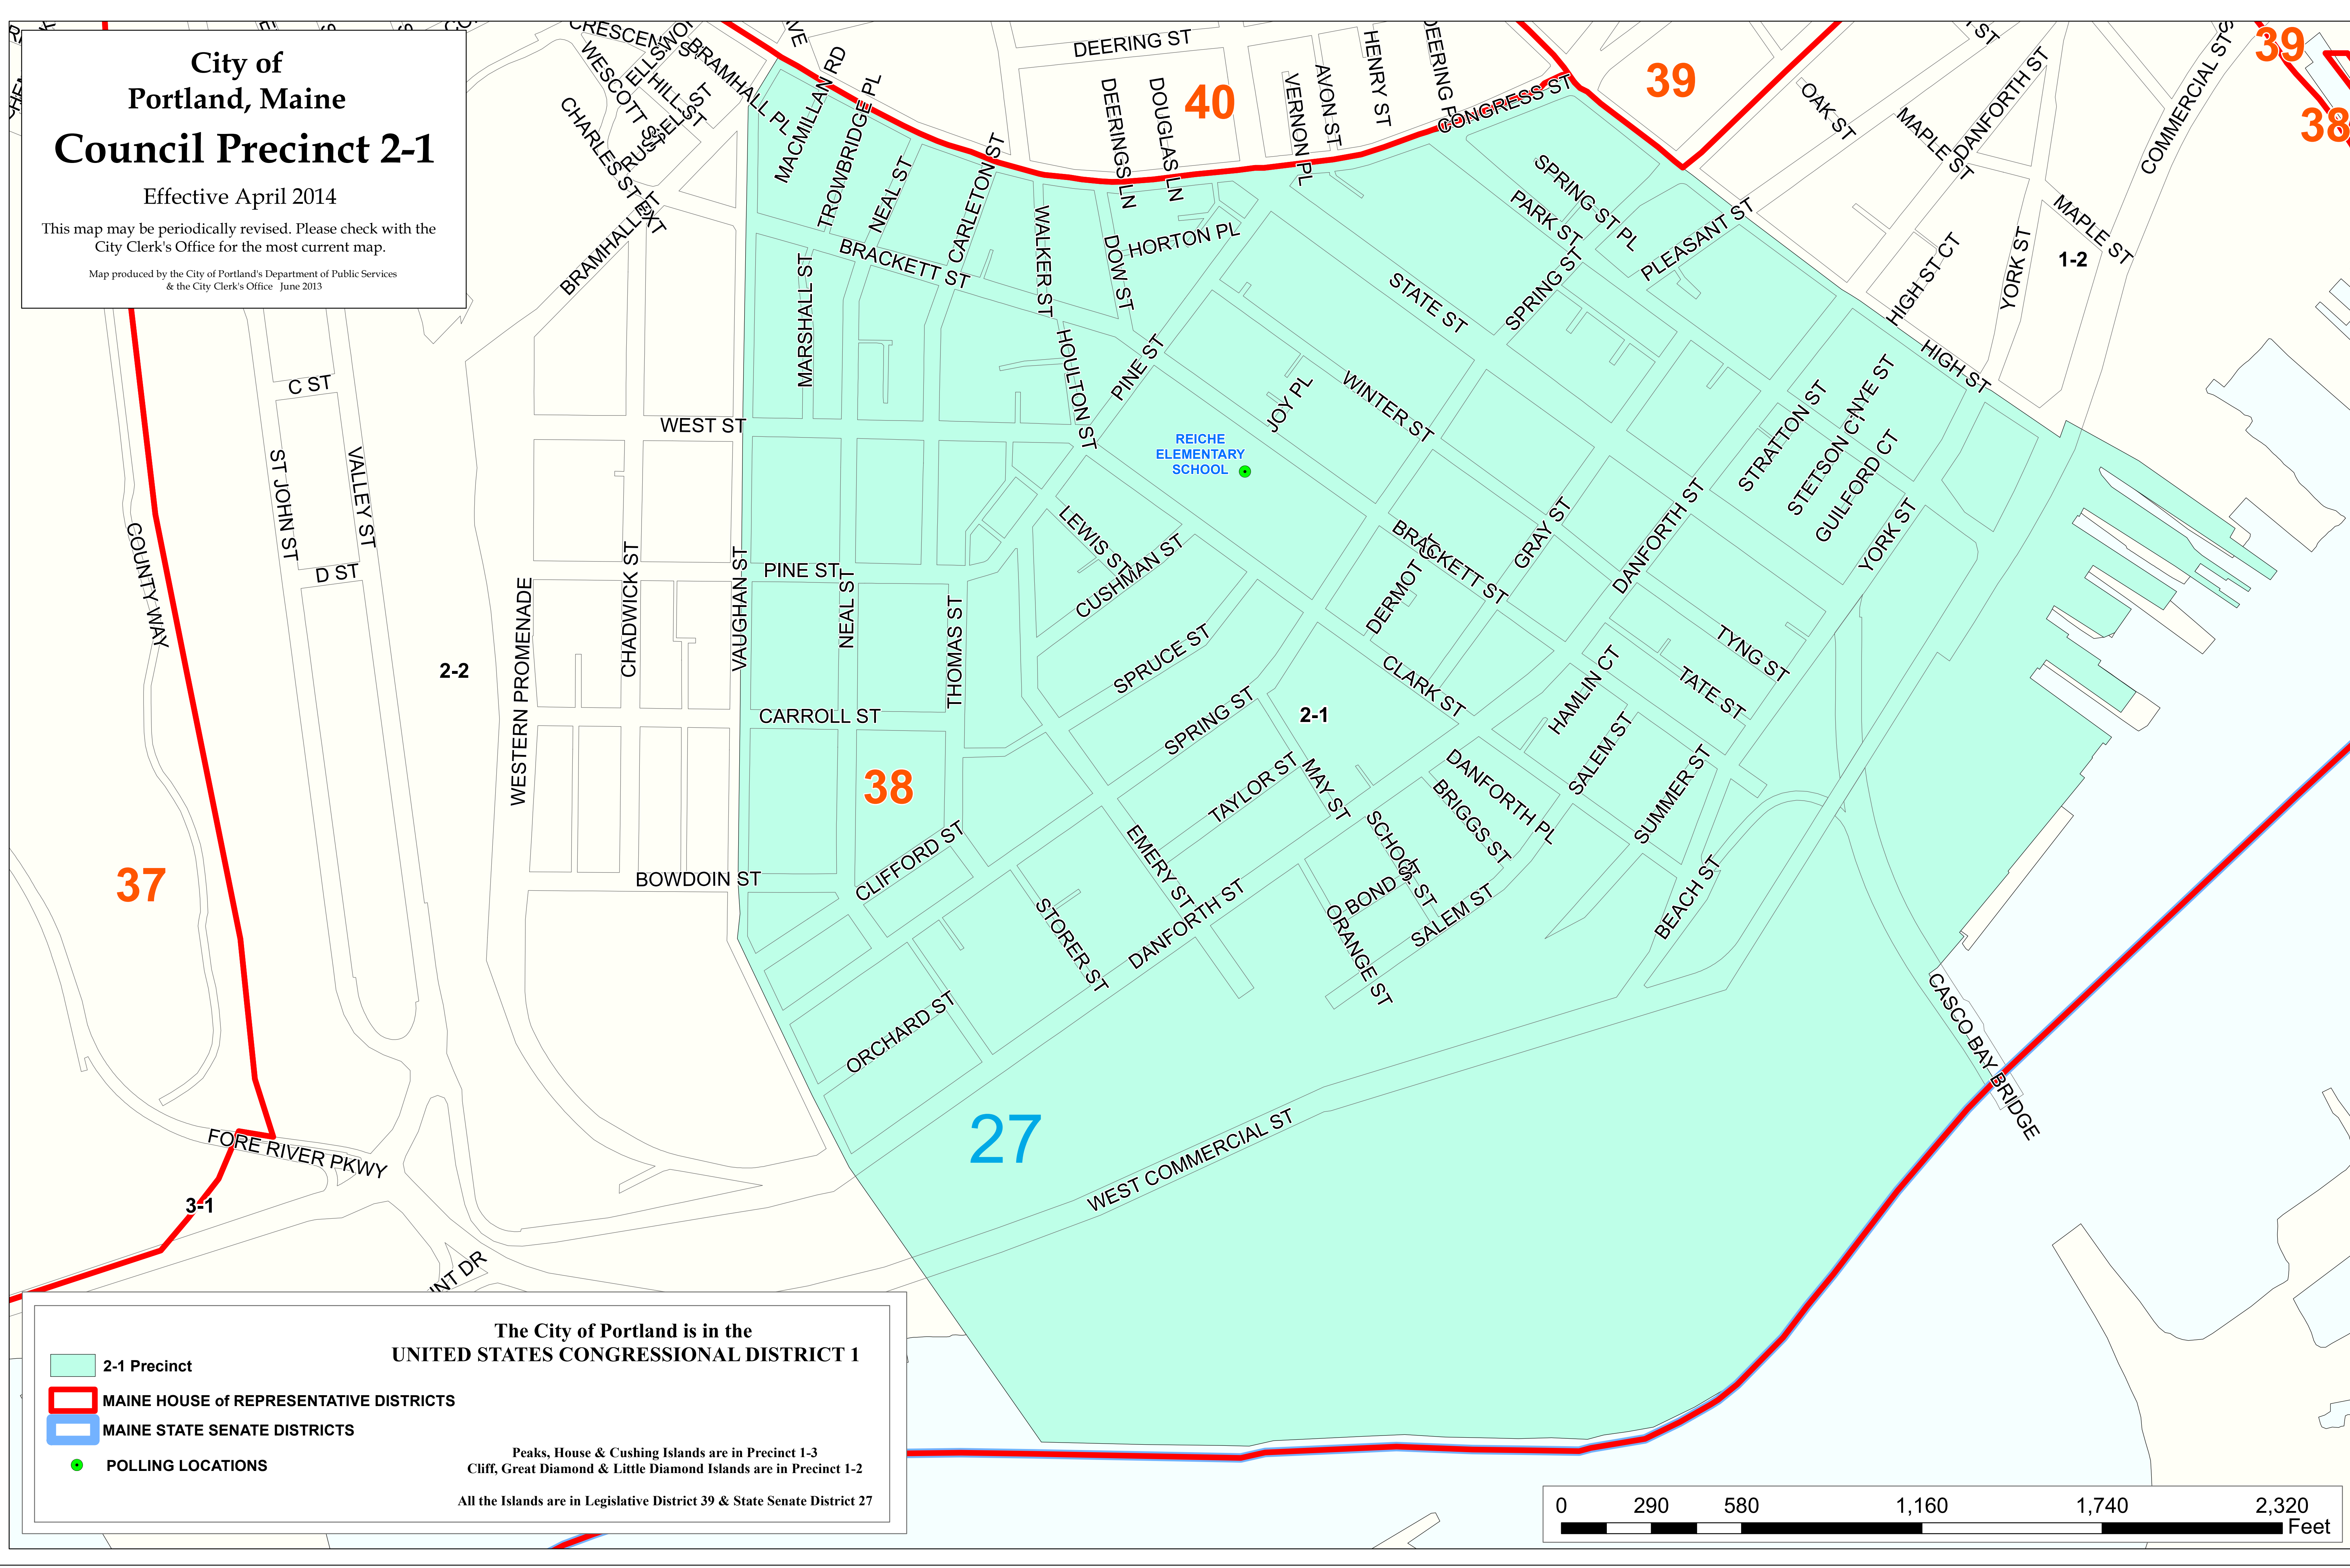 City of
Portland, Maine
Council Precinct 2-1
Effective April 2014
This map may be periodically revised. Please check with the
City Clerk's Office for the most current map.
Map produced by the City of Portland's Department of Public Services
& the City Clerk's Office June 2013
CRESCENT ST
WESCOTT ST
HILL ST
RUSSELL ST
CHARLES ST EXT
BRAMHALL PL
BRAMHALL ST
MACMILLAN RD
TROWBRIDGE PL
NEAL ST
CARLETON ST
DEERING ST
DEERINGS LN
DOUGLAS LN
40
VERNON PL
AVON ST
HENRY ST
CONGRESS ST
39
39
38
OAK ST
MAPLE ST
DANFORTH ST
COMMERCIAL ST
MAPLE ST
YORK ST
1-2
HIGH ST CT
HIGH ST
SPRING ST PL
PARK ST
PLEASANT ST
SPRING ST
STATE ST
HORTON PL
DOW ST
WALKER ST
BRACKETT ST
MARSHALL ST
HOULTON ST
PINE ST
JOY PL
WINTER ST
REICHE
ELEMENTARY
SCHOOL
STRATTON ST
STETSON CT
NYE ST
GUILFORD CT
YORK ST
C ST
ST JOHN ST
VALLEY ST
D ST
COUNTY WAY
WEST ST
PINE ST
CHADWICK ST
VAUGHAN ST
NEAL ST
THOMAS ST
WESTERN PROMENADE
2-2
LEWIS ST
CUSHMAN ST
BRACKETT ST
DERMOT CT
GRAY ST
DANFORTH ST
TYNG ST
TATE ST
SPRUCE ST
CLARK ST
HAMLIN CT
SALEM ST
SUMMER ST
CARROLL ST
38
SPRING ST
2-1
TAYLOR ST
MAY ST
DANFORTH PL
BRIGGS ST
SCHOOL ST
BOND ST
ORANGE ST
SALEM ST
BEACH ST
CLIFFORD ST
BOWDOIN ST
EMERY ST
STORER ST
DANFORTH ST
ORCHARD ST
37
27
WEST COMMERCIAL ST
CASCO BAY BRIDGE
FORE RIVER PKWY
3-1
The City of Portland is in the
UNITED STATES CONGRESSIONAL DISTRICT 1
2-1 Precinct
MAINE HOUSE of REPRESENTATIVE DISTRICTS
MAINE STATE SENATE DISTRICTS
POLLING LOCATIONS
Peaks, House & Cushing Islands are in Precinct 1-3
Cliff, Great Diamond & Little Diamond Islands are in Precinct 1-2
All the Islands are in Legislative District 39 & State Senate District 27
0 290 580 1,160 1,740 2,320
Feet